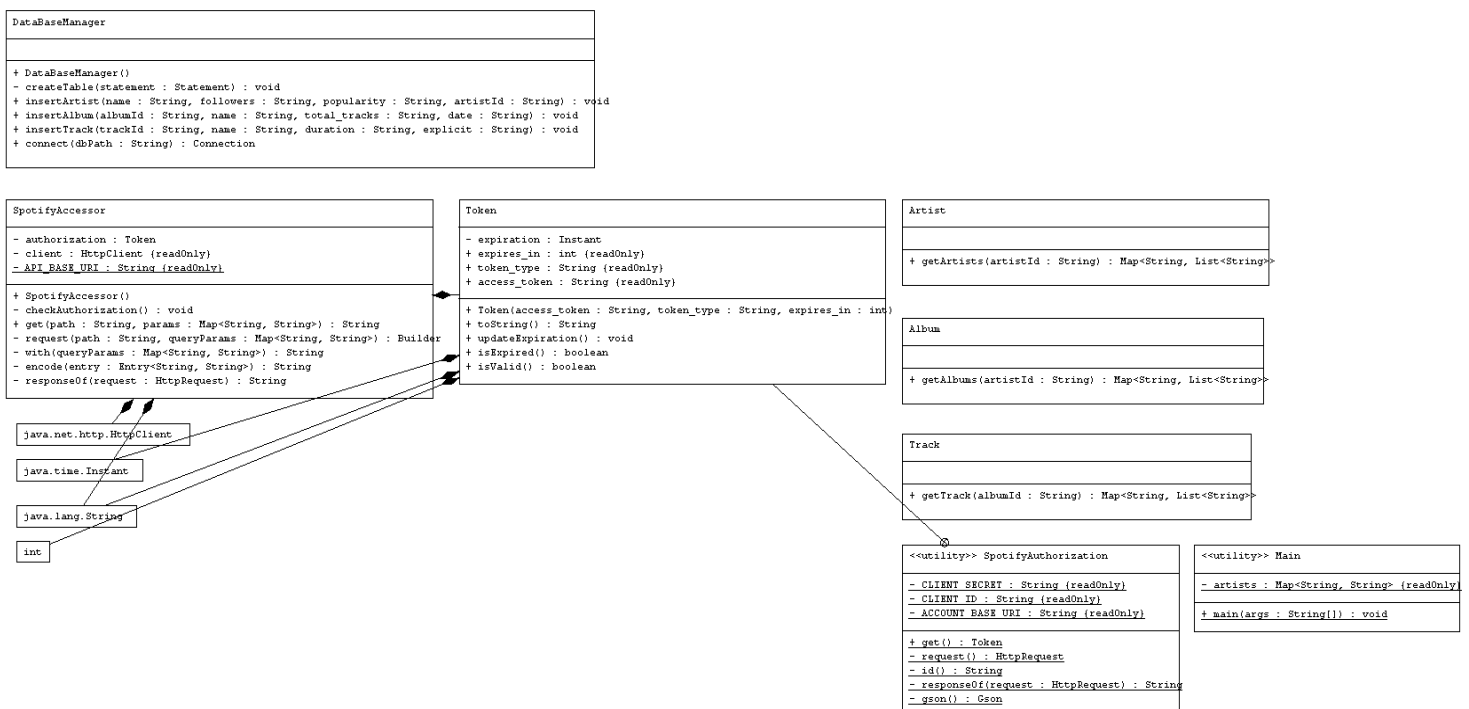 DataBaseManager
+ DataBaseManager()
- createTable(statement : Statement) : void
+ insertArtist(name : String, followers : String, popularity : String, artistId : String) : void
+ insertAlbum(albumId : String, name : String, total_tracks : String, date : String) : void
+ insertTrack(trackId : String, name : String, duration : String, explicit : String) : void
+ connect(dbPath : String) : Connection
SpotifyAccessor
- authorization : Token
- client : HttpClient {readOnly}
- API_BASE_URI : String {readOnly}
+ SpotifyAccessor()
- checkAuthorization() : void
+ get(path : String, params : Map<String, String>) : String
- request(path : String, queryParams : Map<String, String>) : Builder
- with(queryParams : Map<String, String>) : String
- encode(entry : Entry<String, String>) : String
- responseOf(request : HttpRequest) : String
Token
- expiration : Instant
+ expires_in : int {readOnly}
+ token_type : String {readOnly}
+ access_token : String {readOnly}
+ Token(access_token : String, token_type : String, expires_in : int)
+ toString() : String
+ updateExpiration() : void
+ isExpired() : boolean
+ isValid() : boolean
Artist
+ getArtists(artistId : String) : Map<String, List<String>>
Album
+ getAlbums(artistId : String) : Map<String, List<String>>
java.net.http.HttpClient
java.time.Instant
java.lang.String
int
Track
+ getTrack(albumId : String) : Map<String, List<String>>
<<utility>> SpotifyAuthorization
- CLIENT_SECRET : String {readOnly}
- CLIENT_ID : String {readOnly}
- ACCOUNT_BASE_URI : String {readOnly}
+ get() : Token
- request() : HttpRequest
- id() : String
- responseOf(request : HttpRequest) : String
- gson() : Gson
<<utility>> Main
- artists : Map<String, String> {readOnly}
+ main(args : String[]) : void